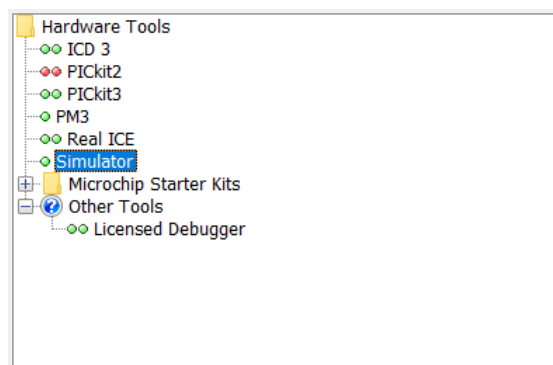 Hardware Tools
ICD 3
PICkit2
PICkit3
PM3
Real ICE
Simulator
Microchip Starter Kits
Other Tools
Licensed Debugger